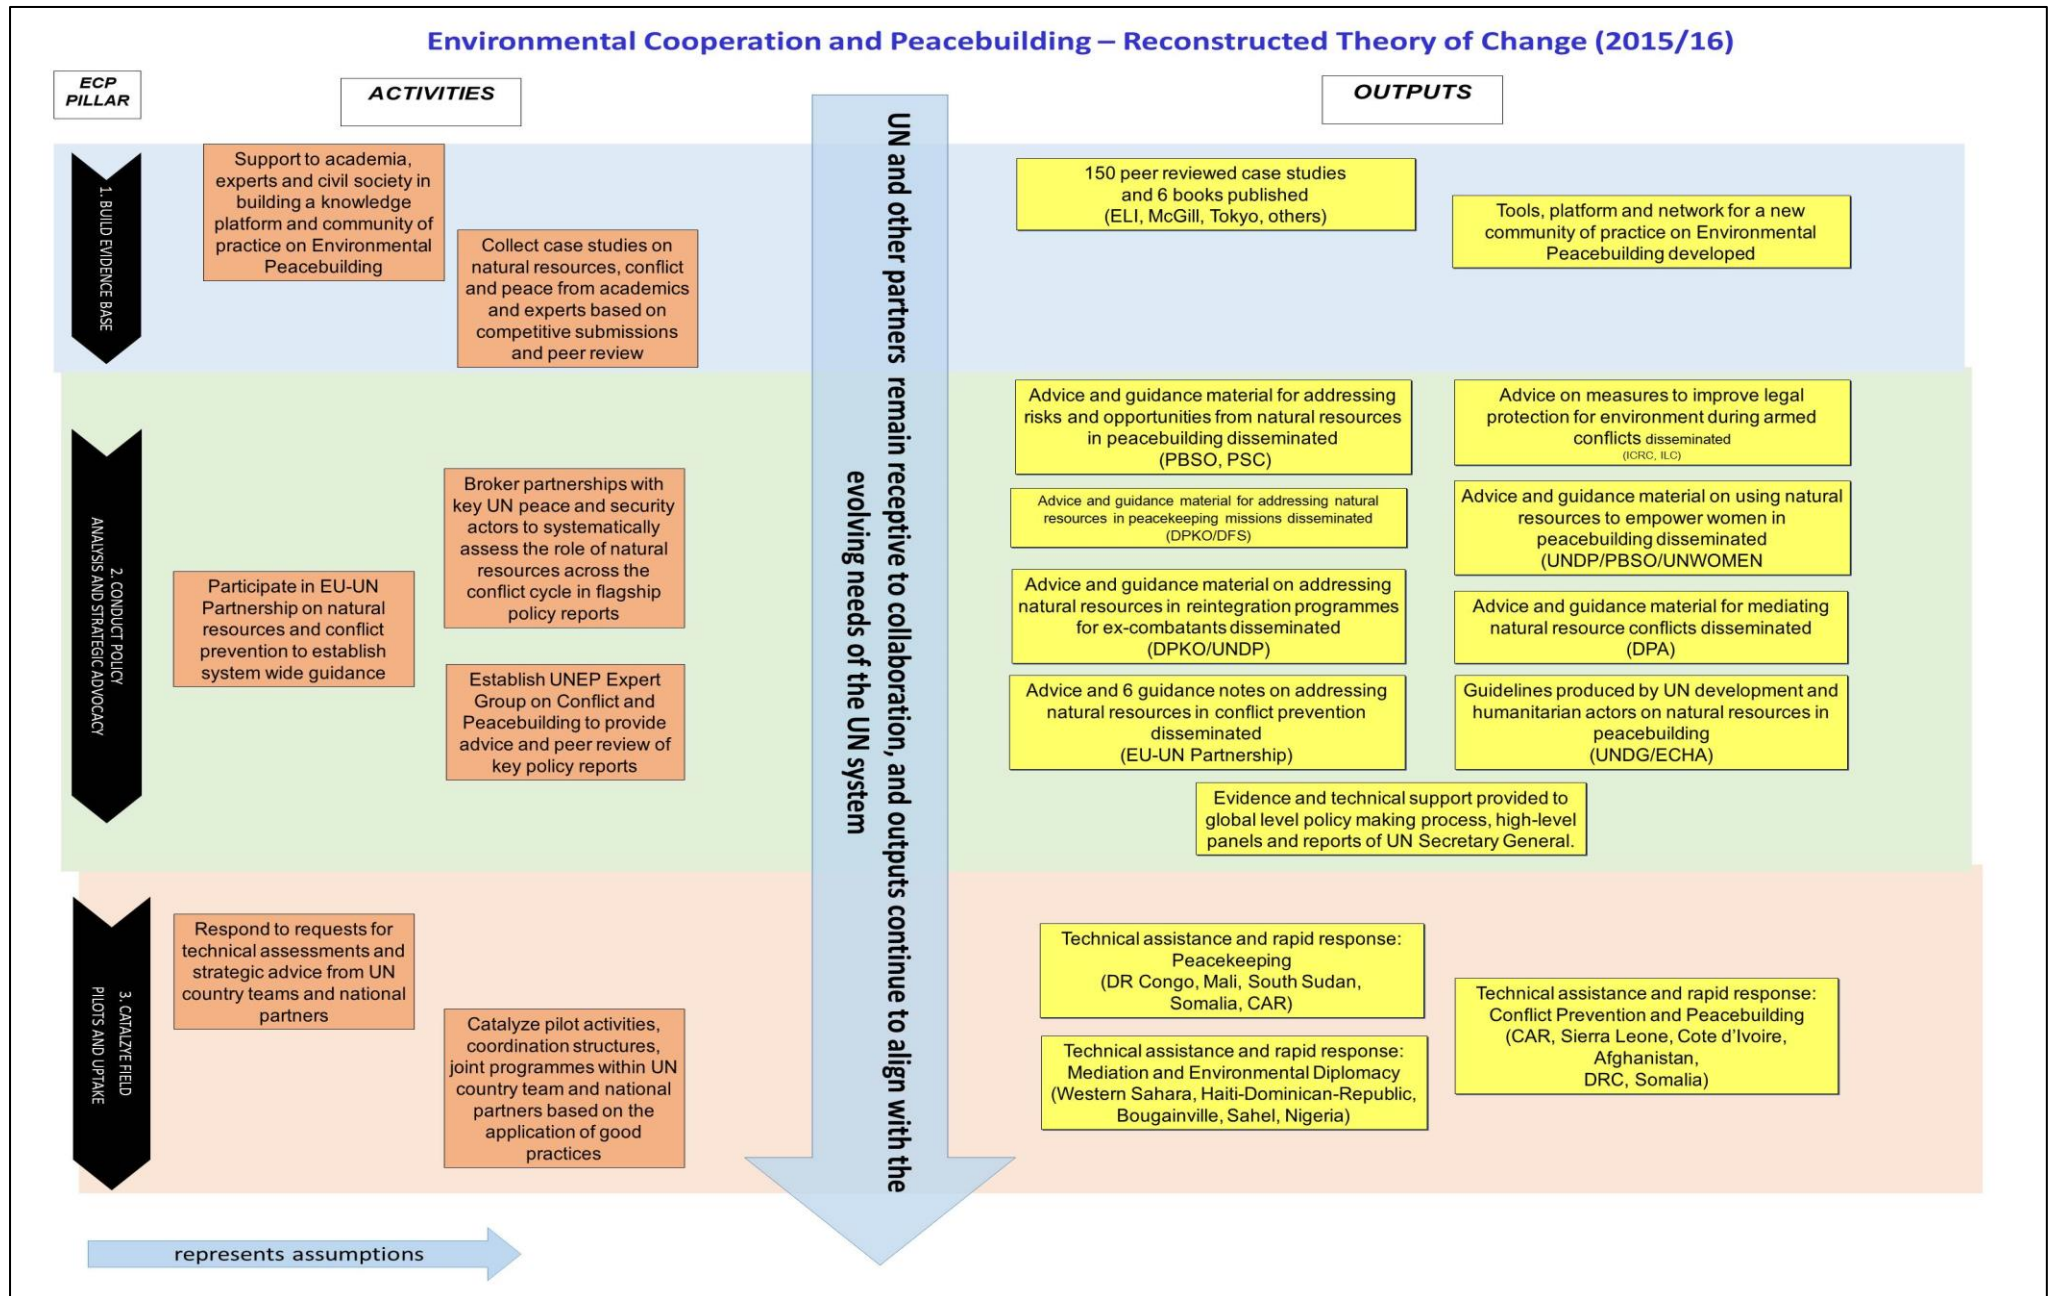 Environmental Cooperation and Peacebuilding – Reconstructed Theory of Change (2015/16)
ECP
PILLAR
ACTIVITIES
OUTPUTS
1. BUILD EVIDENCE BASE
Support to academia,
experts and civil society in
building a knowledge
platform and community of
practice on Environmental
Peacebuilding
Collect case studies on
natural resources, conflict
and peace from academics
and experts based on
competitive submissions
and peer review
UN and other partners remain receptive to collaboration, and outputs continue to align with the
evolving needs of the UN system
150 peer reviewed case studies
and 6 books published
(ELI, McGill, Tokyo, others)
Tools, platform and network for a new
community of practice on Environmental
Peacebuilding developed
2. CONDUCT POLICY
ANALYSIS AND STRATEGIC ADVOCACY
Participate in EU-UN
Partnership on natural
resources and conflict
prevention to establish
system wide guidance
Broker partnerships with
key UN peace and security
actors to systematically
assess the role of natural
resources across the
conflict cycle in flagship
policy reports
Establish UNEP Expert
Group on Conflict and
Peacebuilding to provide
advice and peer review of
key policy reports
Advice and guidance material for addressing
risks and opportunities from natural resources
in peacebuilding disseminated
(PBSO, PSC)
Advice on measures to improve legal
protection for environment during armed
conflicts disseminated
(ICRC, ILC)
Advice and guidance material for addressing natural
resources in peacekeeping missions disseminated
(DPKO/DFS)
Advice and guidance material on using natural
resources to empower women in
peacebuilding disseminated
(UNDP/PBSO/UNWOMEN
Advice and guidance material on addressing
natural resources in reintegration programmes
for ex-combatants disseminated
(DPKO/UNDP)
Advice and guidance material for mediating
natural resource conflicts disseminated
(DPA)
Advice and 6 guidance notes on addressing
natural resources in conflict prevention
disseminated
(EU-UN Partnership)
Guidelines produced by UN development and
humanitarian actors on natural resources in
peacebuilding
(UNDG/ECHA)
Evidence and technical support provided to
global level policy making process, high-level
panels and reports of UN Secretary General.
3. CATALZYE FIELD
PILOTS AND UPTAKE
Respond to requests for
technical assessments and
strategic advice from UN
country teams and national
partners
Catalyze pilot activities,
coordination structures,
joint programmes within UN
country team and national
partners based on the
application of good
practices
Technical assistance and rapid response:
Peacekeeping
(DR Congo, Mali, South Sudan,
Somalia, CAR)
Technical assistance and rapid response:
Mediation and Environmental Diplomacy
(Western Sahara, Haiti-Dominican-Republic,
Bougainville, Sahel, Nigeria)
Technical assistance and rapid response:
Conflict Prevention and Peacebuilding
(CAR, Sierra Leone, Cote d'Ivoire,
Afghanistan,
DRC, Somalia)
represents assumptions